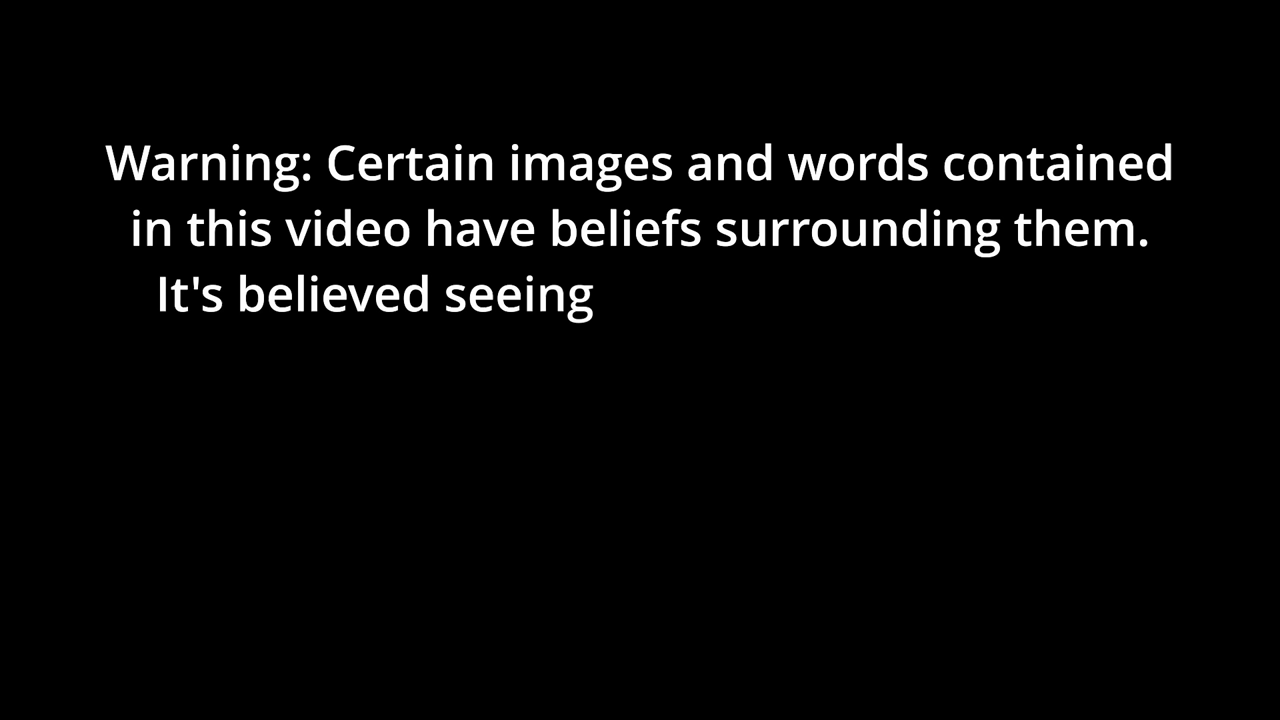 Warning: Certain images and words contained
in this video have beliefs surrounding them.
It's believed seeing